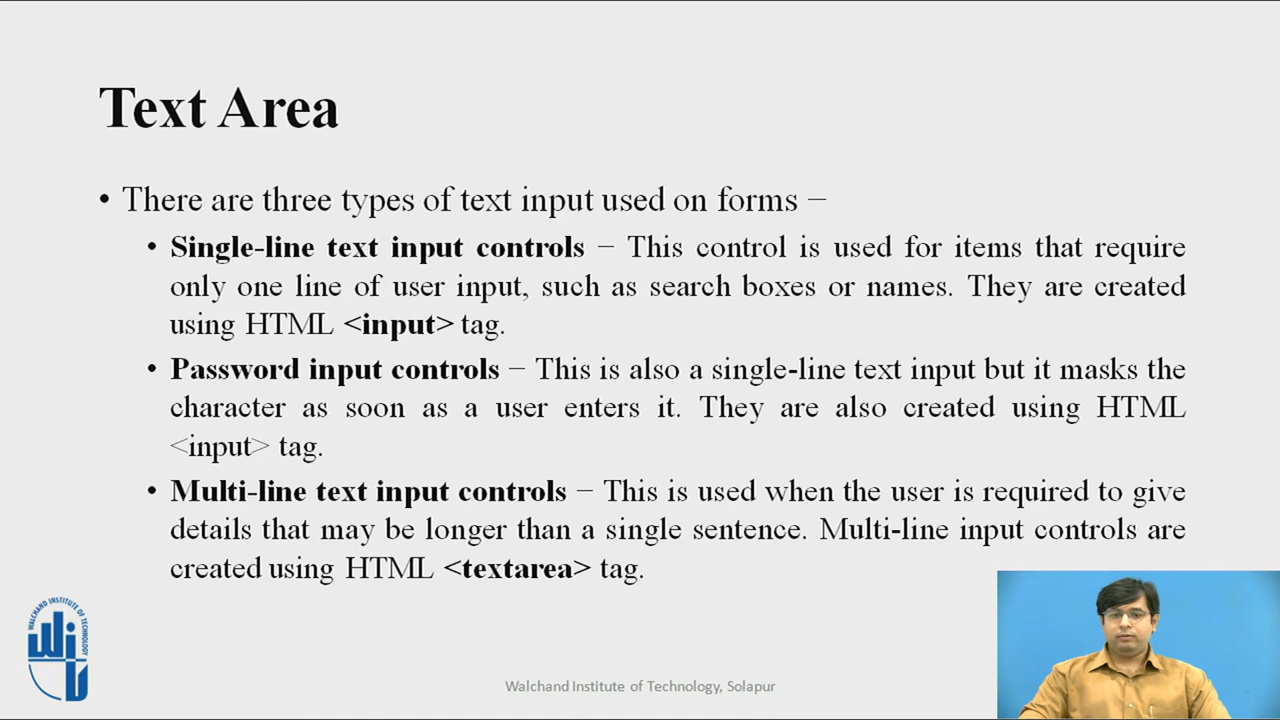 Text Area
• There are three types of text input used on forms −
• Single-line text input controls − This control is used for items that require
only one line of user input, such as search boxes or names. They are created
using HTML <input> tag.
• Password input controls − This is also a single-line text input but it masks the
character as soon as a user enters it. They are also created using HTML
<input> tag.
• Multi-line text input controls − This is used when the user is required to give
details that may be longer than a single sentence. Multi-line input controls are
created using HTML <textarea> tag.
WALCHAND INSTITUTE OF TECHNOLOGY
WIT
Walchand Institute of Technology, Solapur